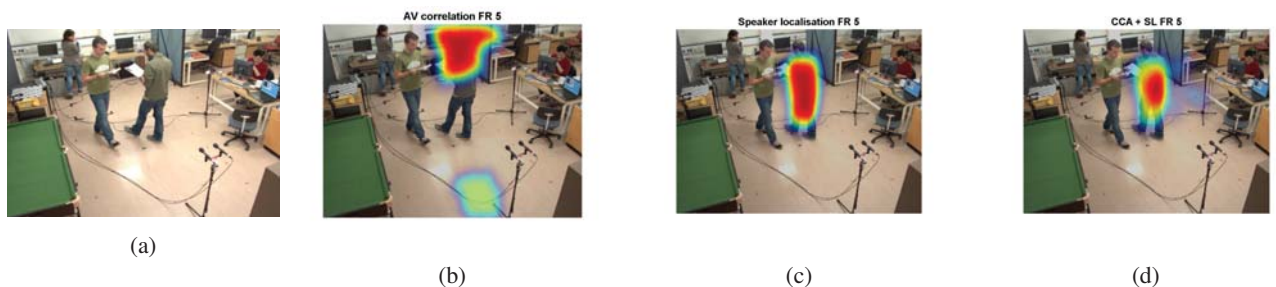 AV correlation FR 5
Speaker localisation FR 5
CCA + SL FR 5
(a)
(b)
(c)
(d)